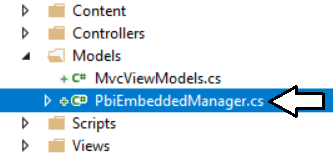 Content
Controllers
Models
+ C# MvcViewModels.cs
+ C# PbiEmbeddedManager.cs
Scripts
Views